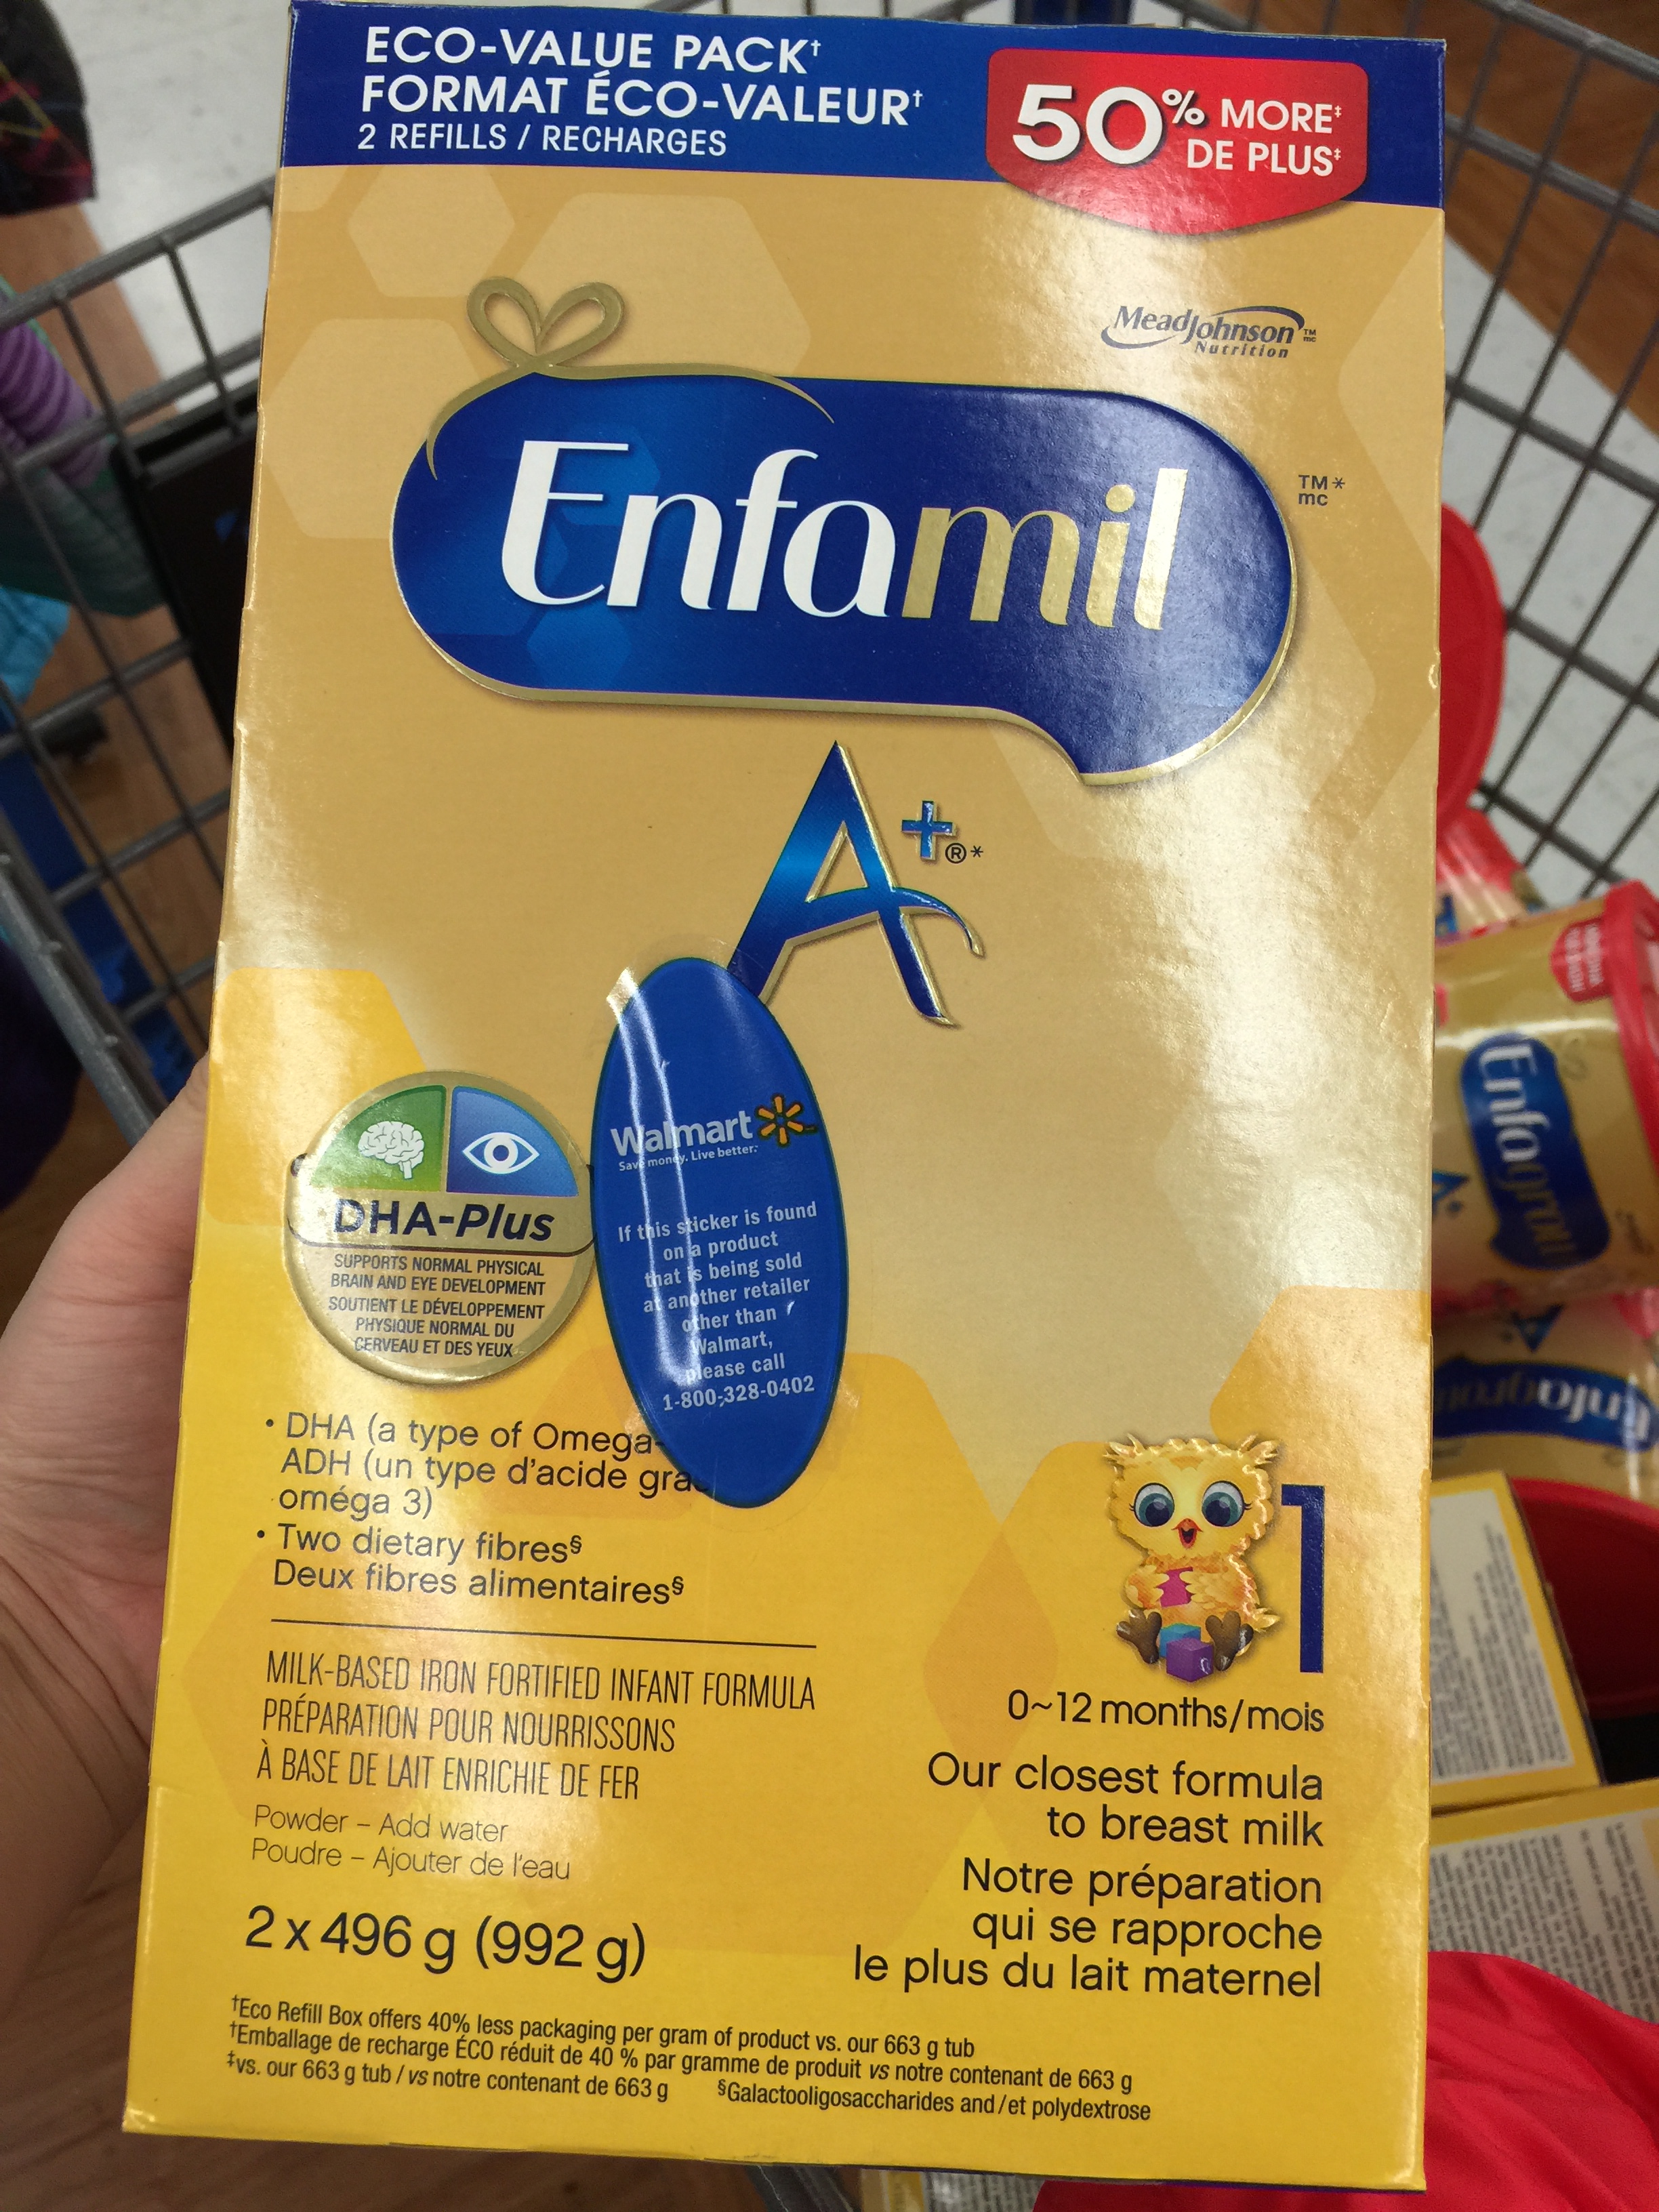 ECO-VALUE PACK†
FORMAT ÉCO-VALEUR†
2 REFILLS / RECHARGES
50% MORE‡
DE PLUS‡
MeadJohnson™
mc
Nutrition
Enfamil
TM*
mc
A+®*
DHA-Plus
SUPPORTS NORMAL PHYSICAL
BRAIN AND EYE DEVELOPMENT
SOUTIENT LE DÉVELOPPEMENT
PHYSIQUE NORMAL DU
CERVEAU ET DES YEUX
Walmart
Save money. Live better.
If this sticker is found
on a product
that is being sold
at another retailer
other than
Walmart,
please call
1-800-328-0402
• DHA (a type of Omega-
ADH (un type d'acide gra
oméga 3)
• Two dietary fibres§
Deux fibres alimentaires§
MILK-BASED IRON FORTIFIED INFANT FORMULA
PRÉPARATION POUR NOURRISSONS
À BASE DE LAIT ENRICHIE DE FER
Powder – Add water
Poudre – Ajouter de l'eau
2 x 496 g (992 g)
1
0~12 months/mois
Our closest formula
to breast milk
Notre préparation
qui se rapproche
le plus du lait maternel
†Eco Refill Box offers 40% less packaging per gram of product vs. our 663 g tub
†Emballage de recharge ÉCO réduit de 40 % par gramme de produit vs notre contenant de 663 g
‡vs. our 663 g tub / vs notre contenant de 663 g §Galactooligosaccharides and/et polydextrose
Enfagrow
Enfagrow